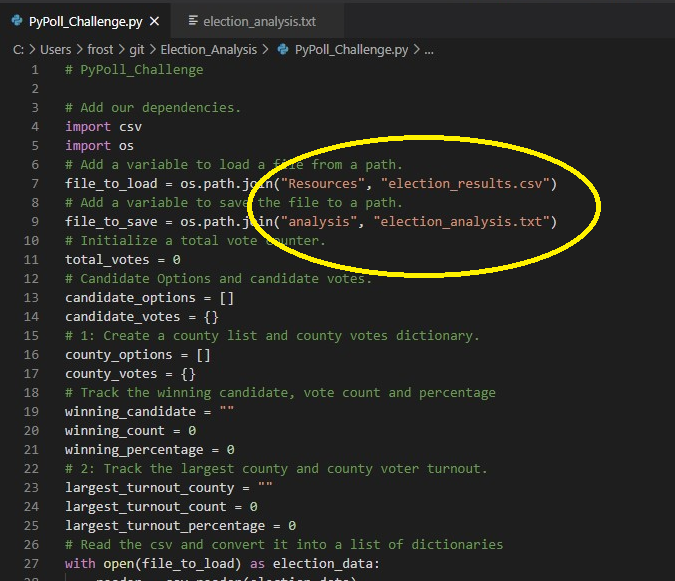 PyPoll_Challenge.py × election_analysis.txt
C: > Users > frost > git > Election_Analysis > PyPoll_Challenge.py > ...
1 # PyPoll_Challenge
2
3 # Add our dependencies.
4 import csv
5 import os
6 # Add a variable to load a file from a path.
7 file_to_load = os.path.join("Resources", "election_results.csv")
8 # Add a variable to save the file to a path.
9 file_to_save = os.path.join("analysis", "election_analysis.txt")
10 # Initialize a total vote counter.
11 total_votes = 0
12 # Candidate Options and candidate votes.
13 candidate_options = []
14 candidate_votes = {}
15 # 1: Create a county list and county votes dictionary.
16 county_options = []
17 county_votes = {}
18 # Track the winning candidate, vote count and percentage
19 winning_candidate = ""
20 winning_count = 0
21 winning_percentage = 0
22 # 2: Track the largest county and county voter turnout.
23 largest_turnout_county = ""
24 largest_turnout_count = 0
25 largest_turnout_percentage = 0
26 # Read the csv and convert it into a list of dictionaries
27 with open(file_to_load) as election_data: